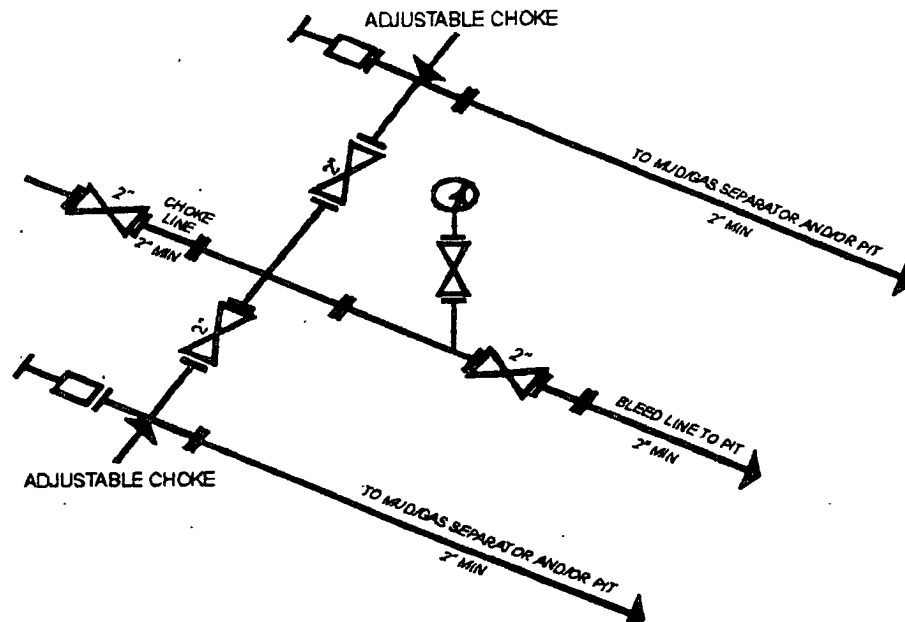 ADJUSTABLE CHOKE
2"
TO MUD/GAS SEPARATOR AND/OR PIT
2" MIN
2"
CHOKE
LINE
2" MIN
2"
2"
BLEED LINE TO PIT
2" MIN
ADJUSTABLE CHOKE
TO MUD/GAS SEPARATOR AND/OR PIT
2" MIN